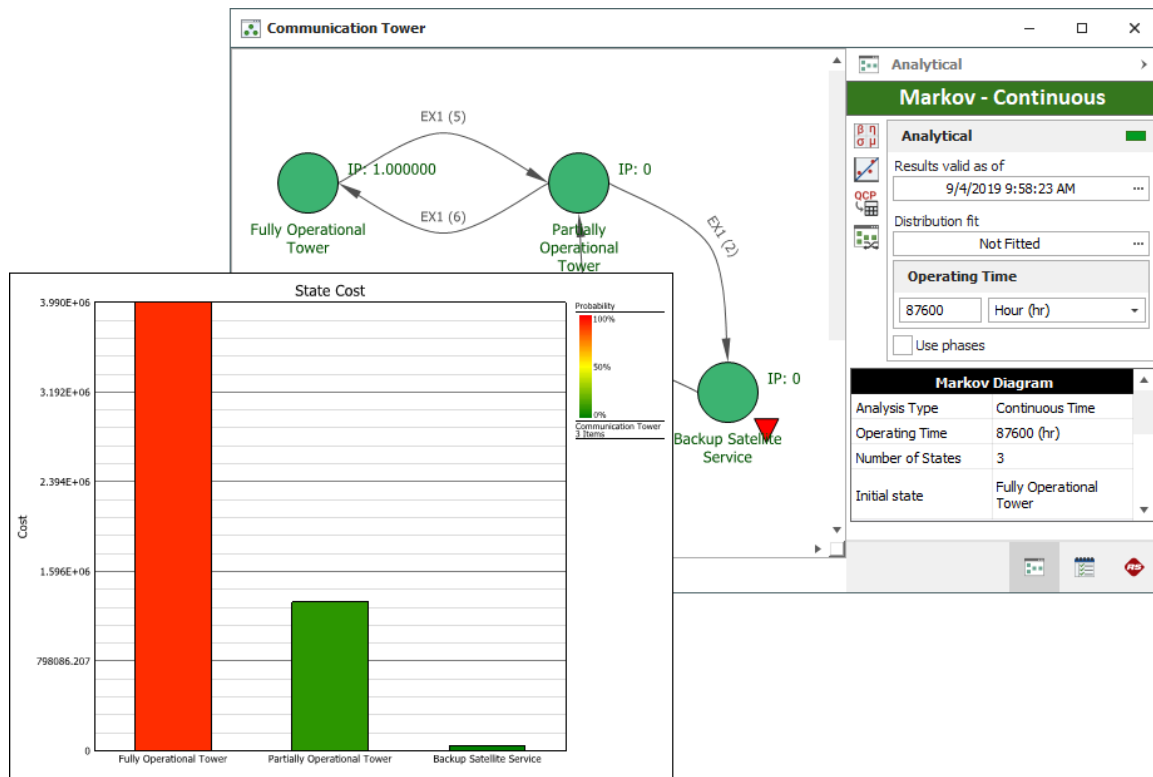 Communication Tower
EX1 (5)
IP: 1.000000
IP: 0
EX1 (6)
Fully Operational
Tower
Partially
Operational
Tower
EX1 (2)
IP: 0
Backup Satellite
Service
Analytical
Markov - Continuous
β η
σ μ
QCP
Analytical
Results valid as of
9/4/2019 9:58:23 AM
...
Distribution fit
Not Fitted
...
Operating Time
87600
Hour (hr)
Use phases
Markov Diagram
Analysis Type
Continuous Time
Operating Time
87600 (hr)
Number of States
3
Initial state
Fully Operational
Tower
RS
State Cost
Cost
3.990E+06
3.192E+06
2.394E+06
1.596E+06
798086.207
0
Fully Operational Tower
Partially Operational Tower
Backup Satellite Service
Probability
100%
50%
0%
Communication Tower
3 Items